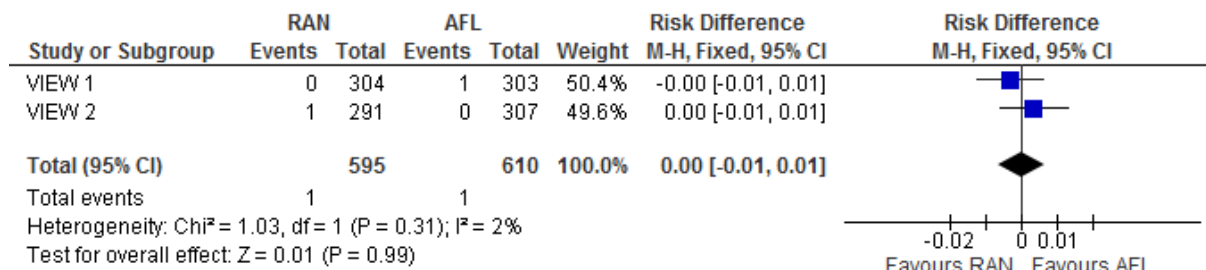 RAN AFL Risk Difference Risk Difference
Study or Subgroup Events Total Events Total Weight M-H, Fixed, 95% CI M-H, Fixed, 95% CI
VIEW 1 0 304 1 303 50.4% -0.00 [-0.01, 0.01]
VIEW 2 1 291 0 307 49.6% 0.00 [-0.01, 0.01]
Total (95% CI) 595 610 100.0% 0.00 [-0.01, 0.01]
Total events 1 1
Heterogeneity: Chi² = 1.03, df = 1 (P = 0.31); I² = 2%
Test for overall effect: Z = 0.01 (P = 0.99)
-0.02 0 0.01
Favours RAN Favours AFL